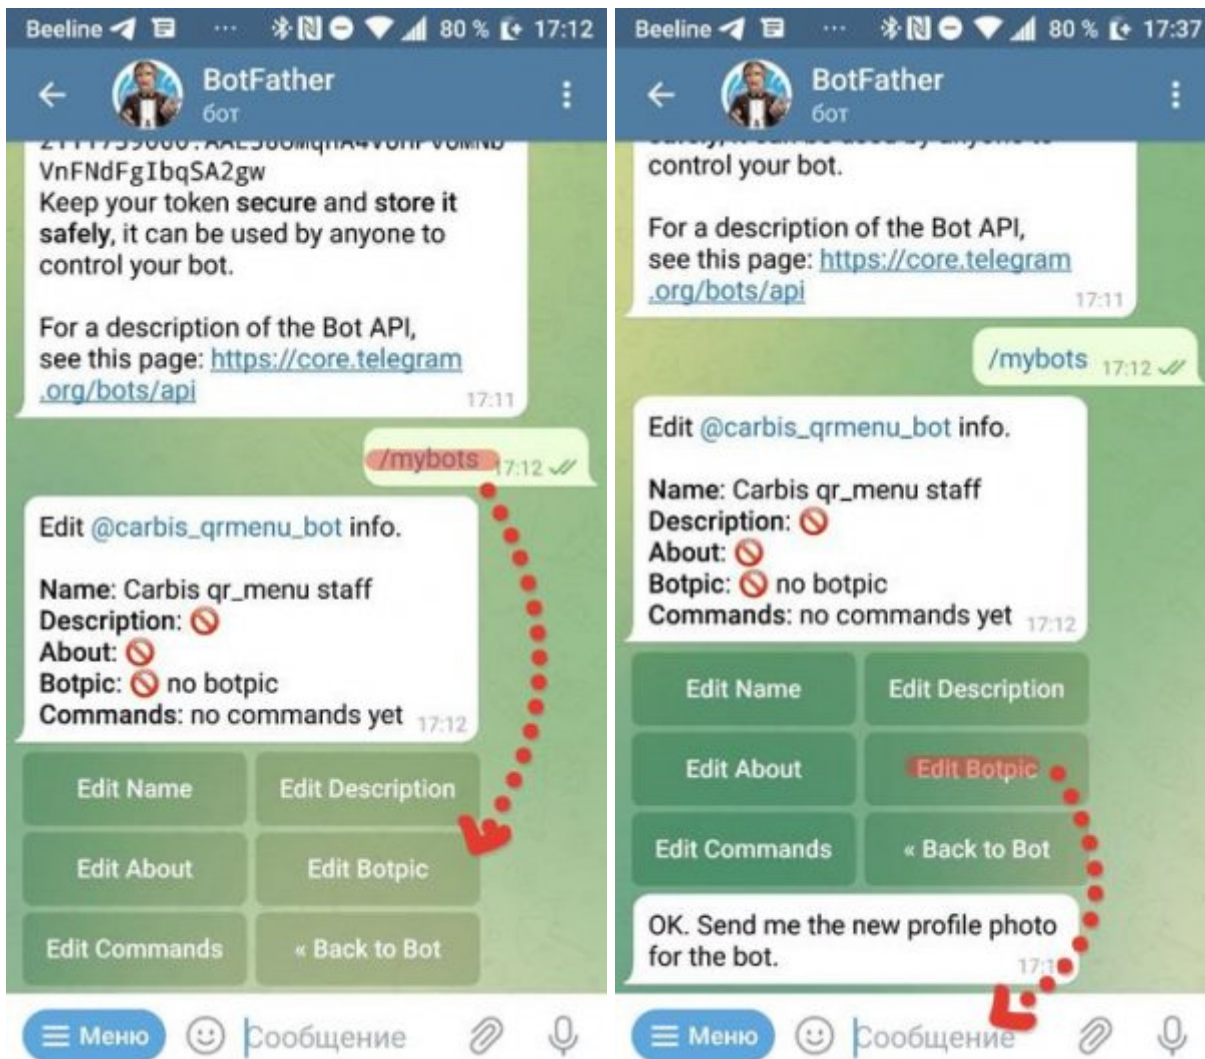 Beeline ... 80 % 17:12
BotFather
бот
VnFNdFgIbqSA2gw
Keep your token secure and store it
safely, it can be used by anyone to
control your bot.
For a description of the Bot API,
see this page: https://core.telegram
.org/bots/api
17:11
/mybots 17:12
Edit @carbis_qrmenu_bot info.
Name: Carbis qr_menu staff
Description:
About:
Botpic: no botpic
Commands: no commands yet 17:12
Edit Name Edit Description
Edit About Edit Botpic
Edit Commands « Back to Bot
Меню Сообщение
Beeline ... 80 % 17:37
BotFather
бот
control your bot.
For a description of the Bot API,
see this page: https://core.telegram
.org/bots/api
17:11
/mybots 17:12
Edit @carbis_qrmenu_bot info.
Name: Carbis qr_menu staff
Description:
About:
Botpic: no botpic
Commands: no commands yet 17:12
Edit Name Edit Description
Edit About Edit Botpic
Edit Commands « Back to Bot
OK. Send me the new profile photo
for the bot.
Меню Сообщение